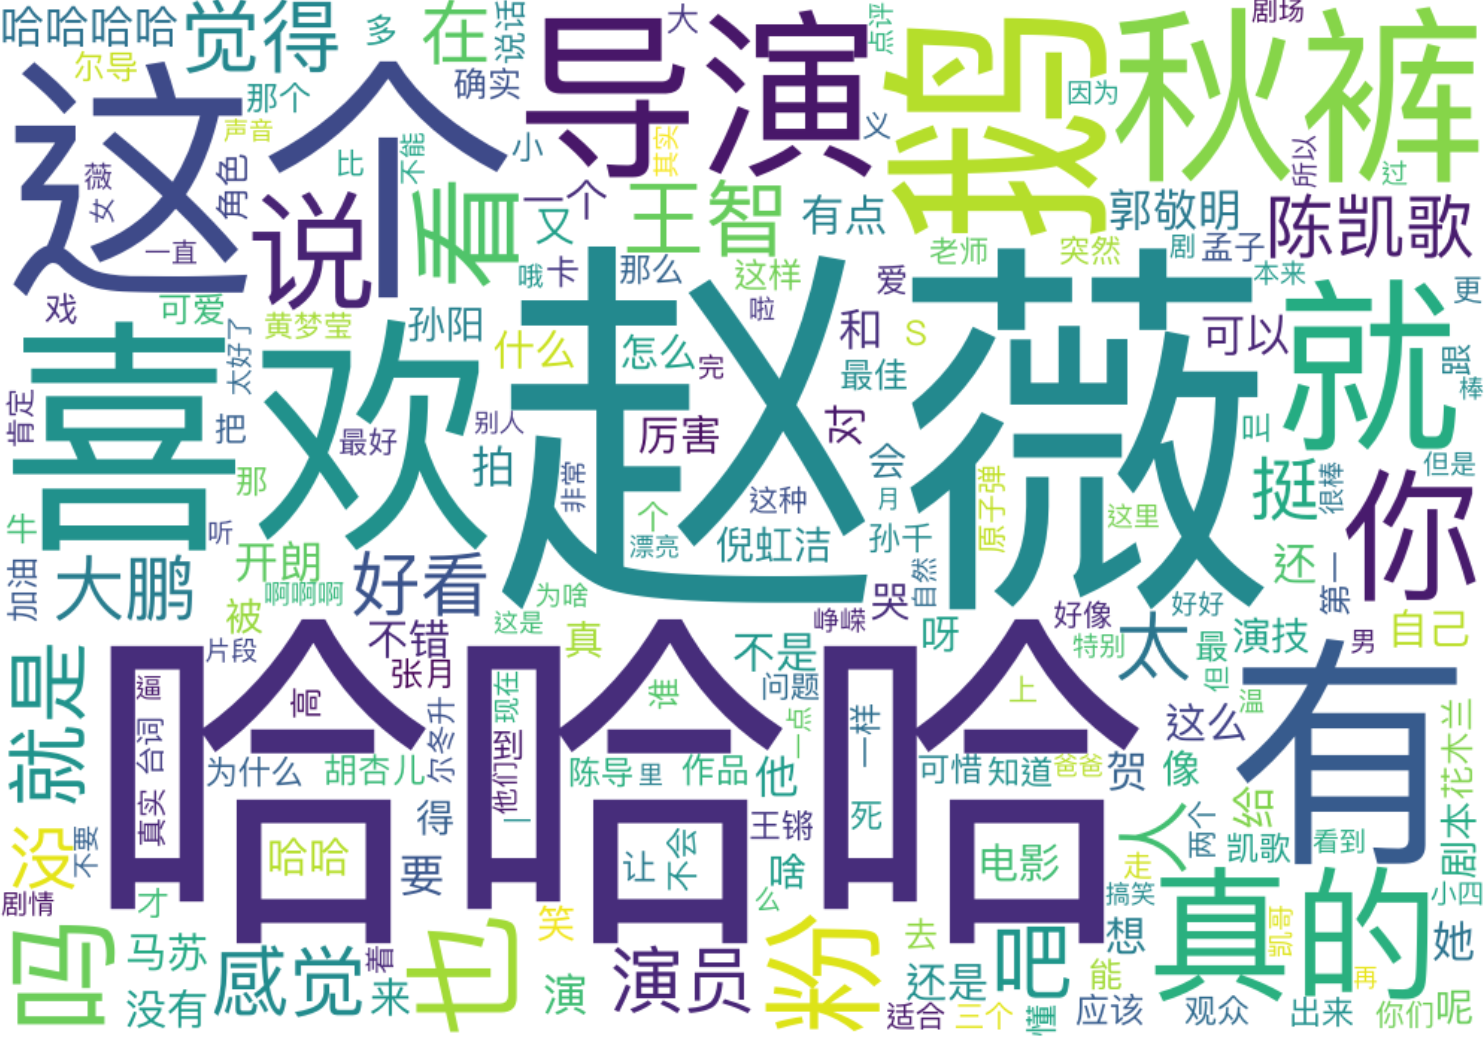 哈哈哈哈
觉得
多
在
说话
大
点评
剧场
尔导
那个
确实
导演
我
秋裤
因为
这个
声音
小
其实
义
比
不能
薇
角色
女
一直
说
看
一个
又
王智
有点
郭敬明
陈凯歌
所以
过
哦
卡
那么
这样
老师
突然
剧
孟子
本来
更
戏
可爱
太好了
黄梦莹
孙阳
什么
怎么
啦
爱
和
S
可以
就
跟
棒
喜欢
赵薇
完
最佳
肯定
把
最好
别人
厉害
对
叫
但是
那
拍
非常
会
这种
月
原子弹
挺
很棒
你
牛
听
个
漂亮
倪虹洁
孙千
这里
加油
大鹏
开朗
好看
自然
还
第一
被
啊啊啊
为啥
这是
峥嵘
哭
好像
好好
自己
不错
真
不是
呀
特别
太
最
演技
男
就是
片段
张月
哈哈哈
问题
但
温
有
逼
高
现在
谁
上
一样
一点
这么
真实
台词
为什么
胡杏儿
尔冬升
他们
到
陈导
里
作品
他
可惜
知道
爸爸
贺
像
花木兰
没
不要
得
一
王锵
死
人
两个
给
凯歌
看到
剧本
哈哈
要
让
不会
啥
电影
走
搞笑
小四
剧情
才
么
真的
吗
马苏
感觉
着
也
笑
演员
粉
去
吧
想
凯哥
她
没有
来
演
还是
能
再
适合
三个
懂
应该
观众
出来
你们
呢